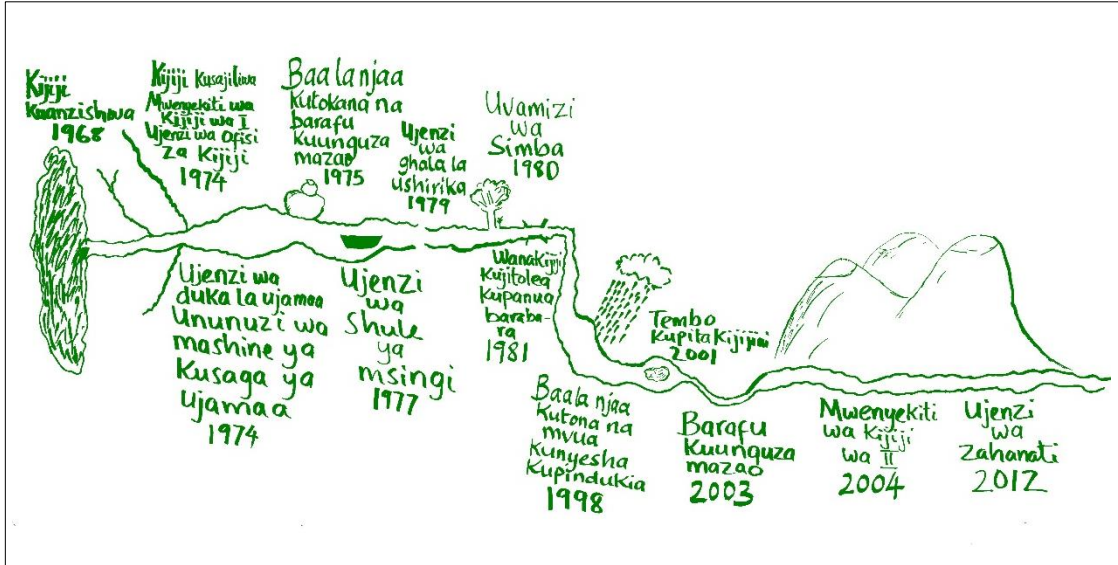 Kijiji
Kuanzishwa
1968
Kijiji Kusajiliwa
Mwenyekiti wa
Kijiji wa I
Ujenzi wa Ofisi
za Kijiji
1974
Baa la njaa
Kutokana na
barafu
kuunguza
mazao
1975
Ujenzi
wa
ghala la
ushirika
1979
Uvamizi
wa
Simba
1980
Ujenzi wa
duka la ujamaa
Ununuzi wa
mashine ya
Kusaga ya
Ujamaa
1974
Ujenzi
wa
Shule
ya
msingi
1977
Wanakijiji
Kujitolea
Kupanua
baraba-
ra
1981
Baa la njaa
Kutona na
mvua
Kunyesha
Kupindukia
1998
Tembo
Kupita Kijijini
2001
Barafu
Kuunguza
mazao
2003
Mwenyekiti
wa Kijiji
wa II
2004
Ujenzi
wa
Zahanati
2012